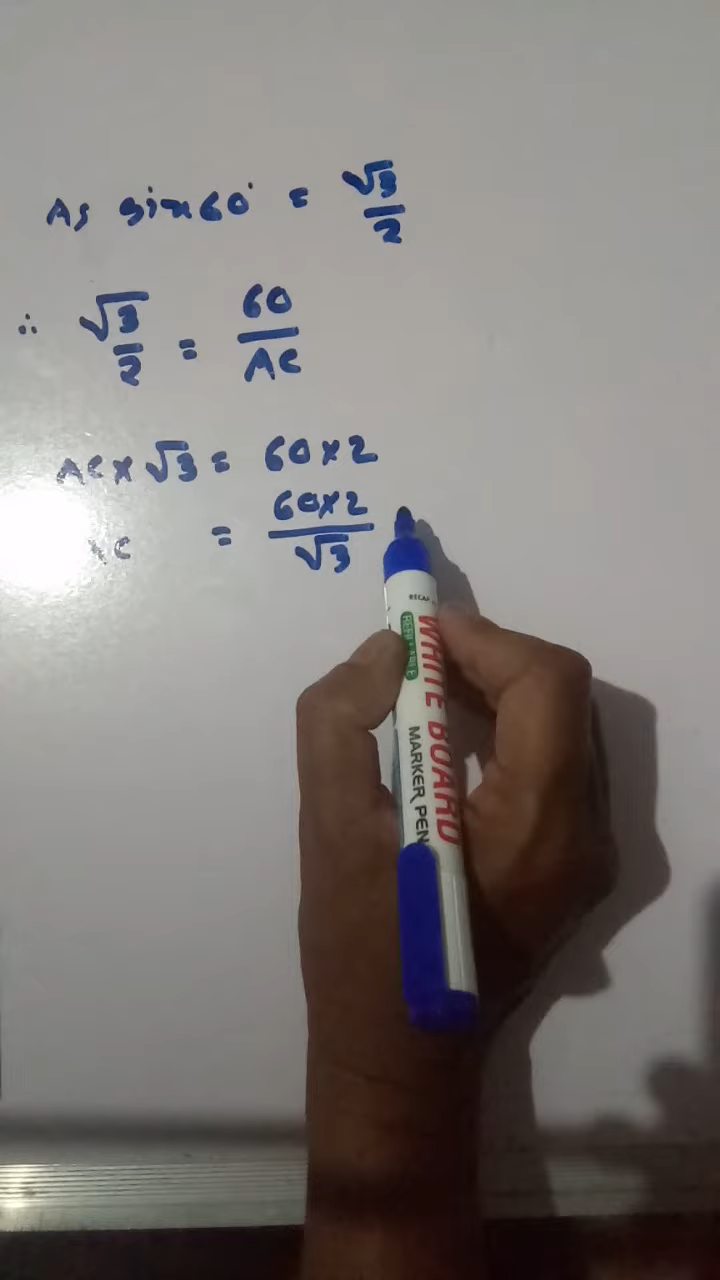 As sin60° = √3/2
∴ √3/2 = 60/AC
AC × √3 = 60×2
AC = 60×2/√3
REFILLABLE
WHITE BOARD
MARKER PEN